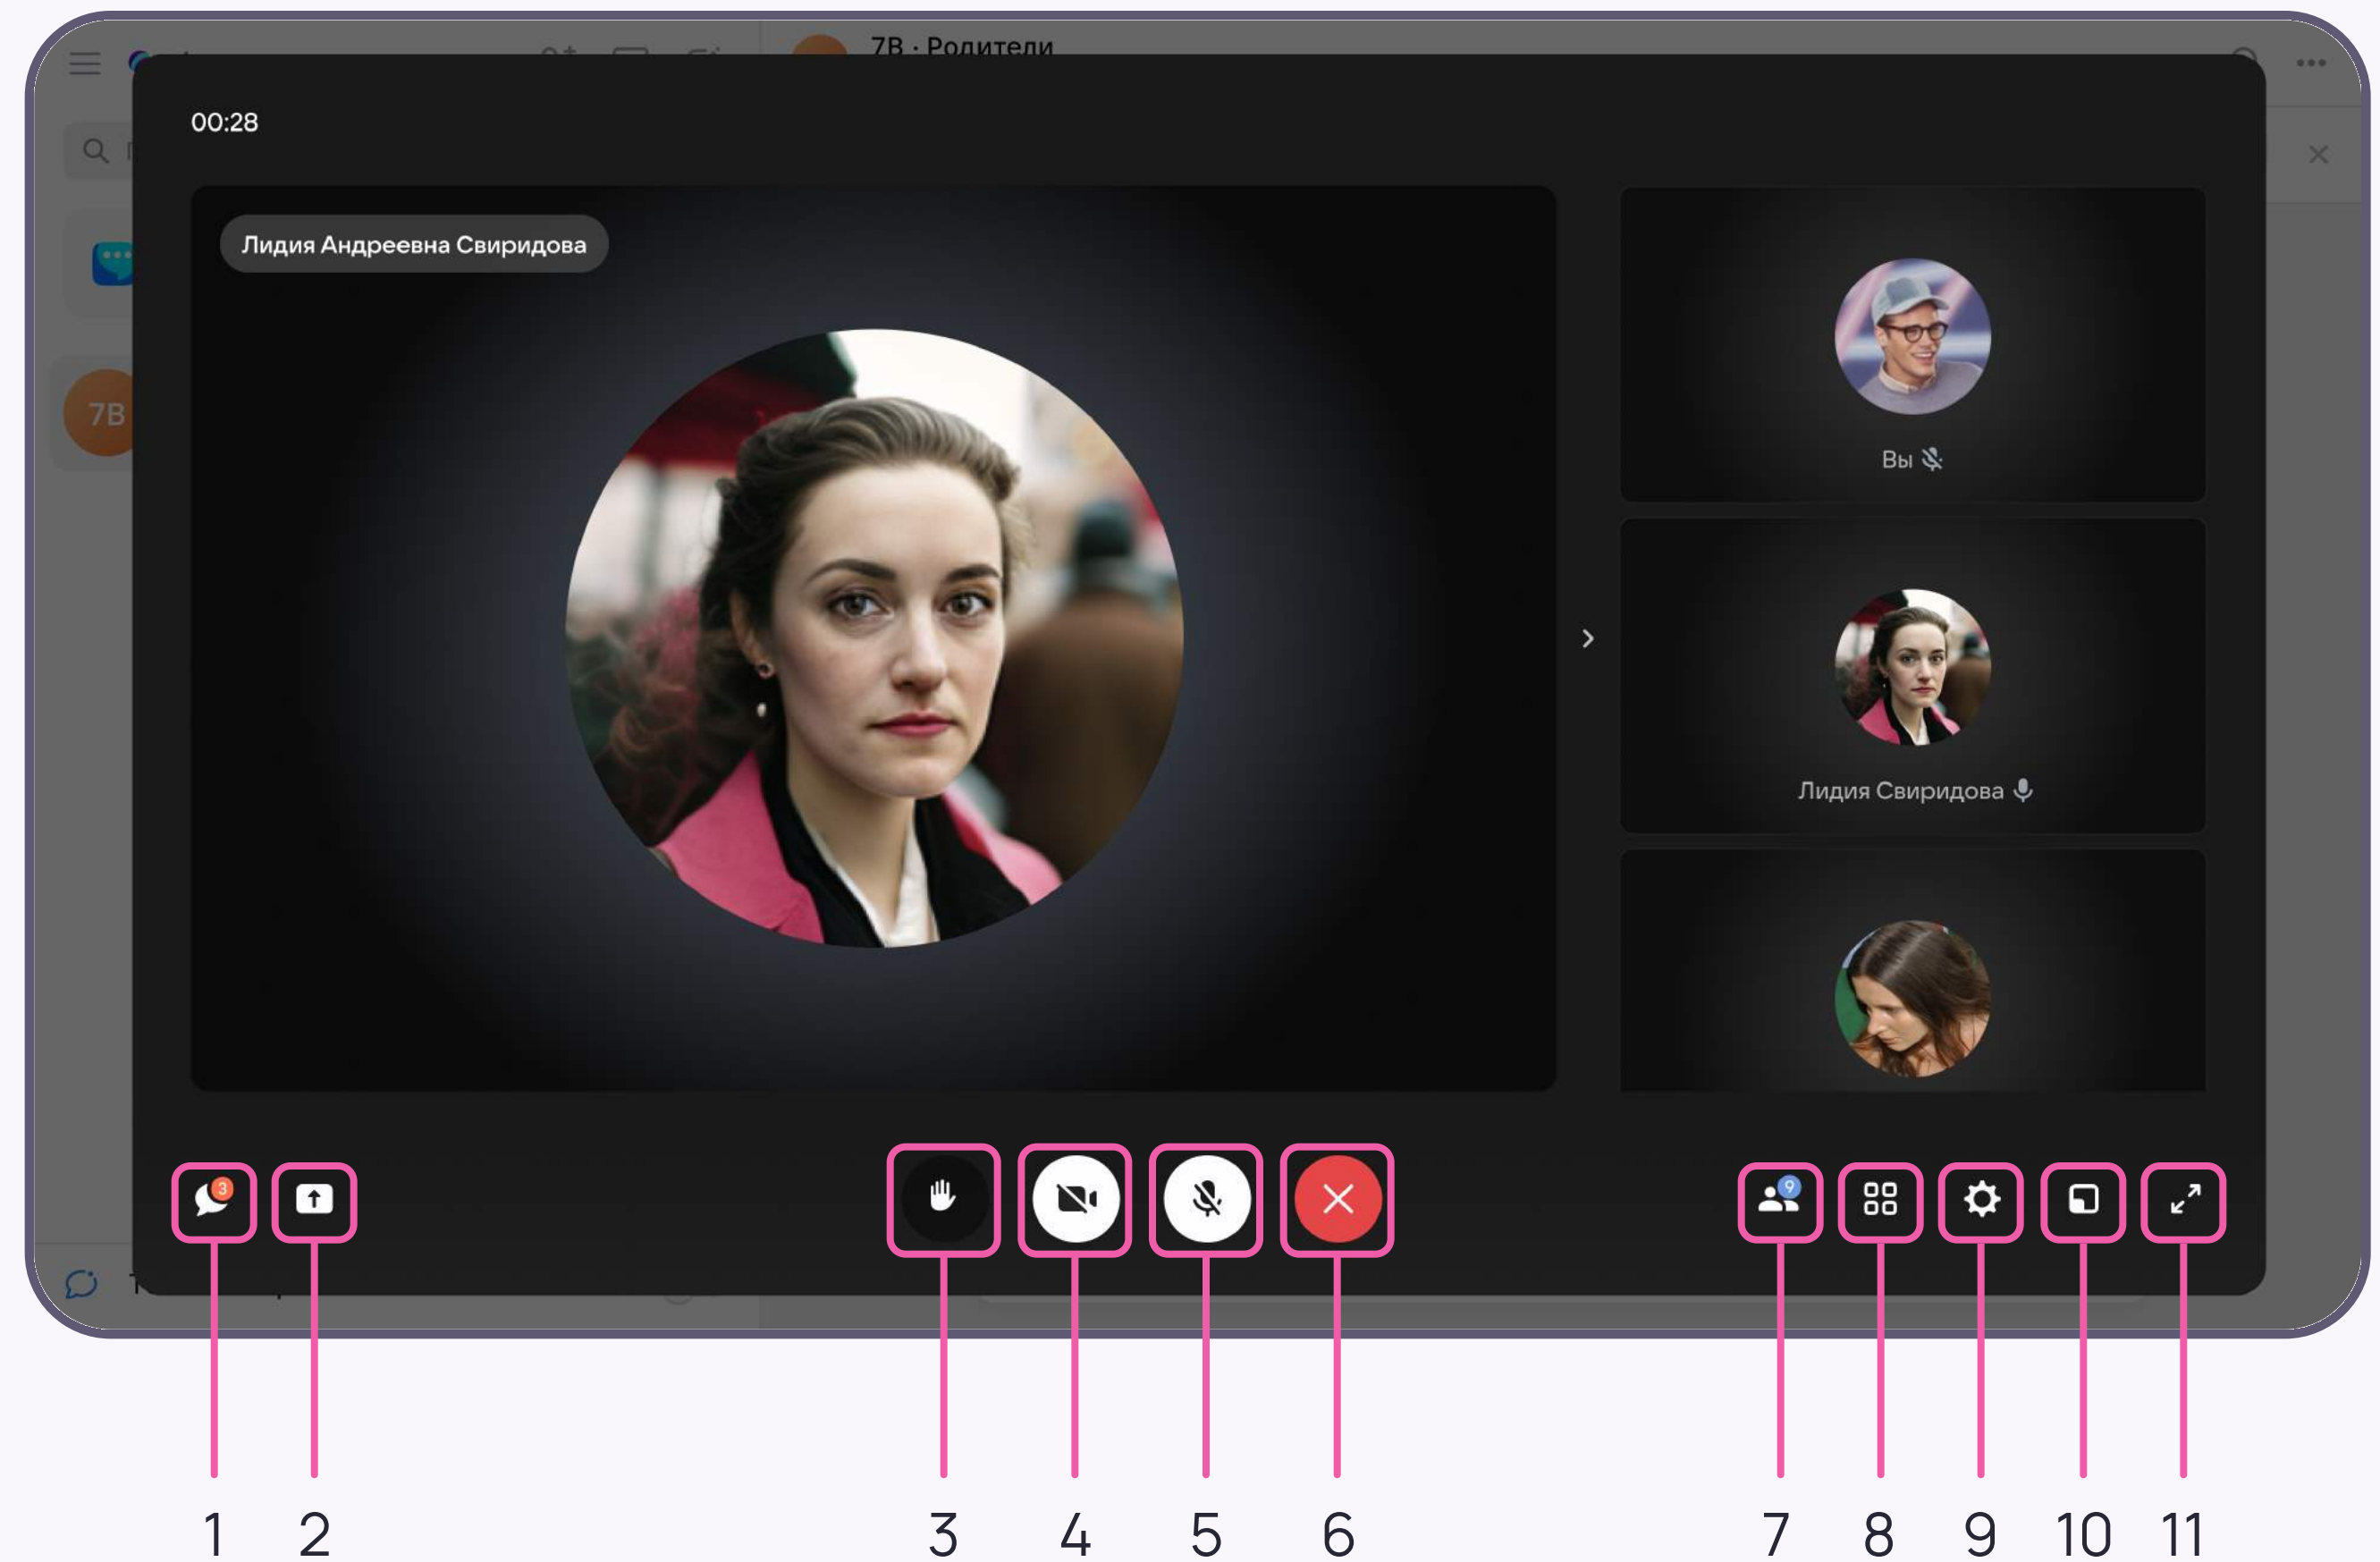 7В · Родители
00:28
Лидия Андреевна Свиридова
7В
Вы
Лидия Свиридова
3
9
1 2 3 4 5 6 7 8 9 10 11